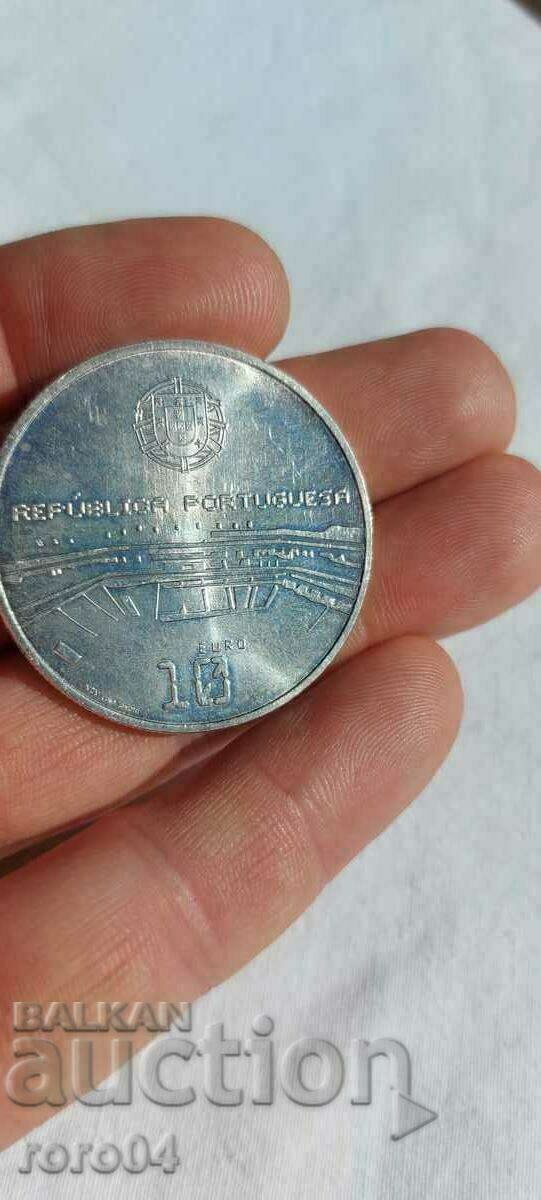 REPÚBLICA PORTUGUESA
EURO
10
BALKAN
auction
roro04